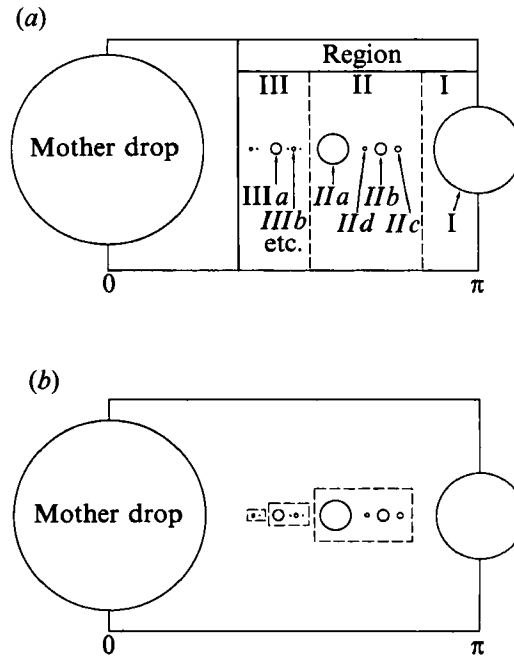 (a)
Region
III II I
Mother drop
IIIa IIa IIb I
IIIb IId IIc
etc.
0 π
(b)
Mother drop
0 π